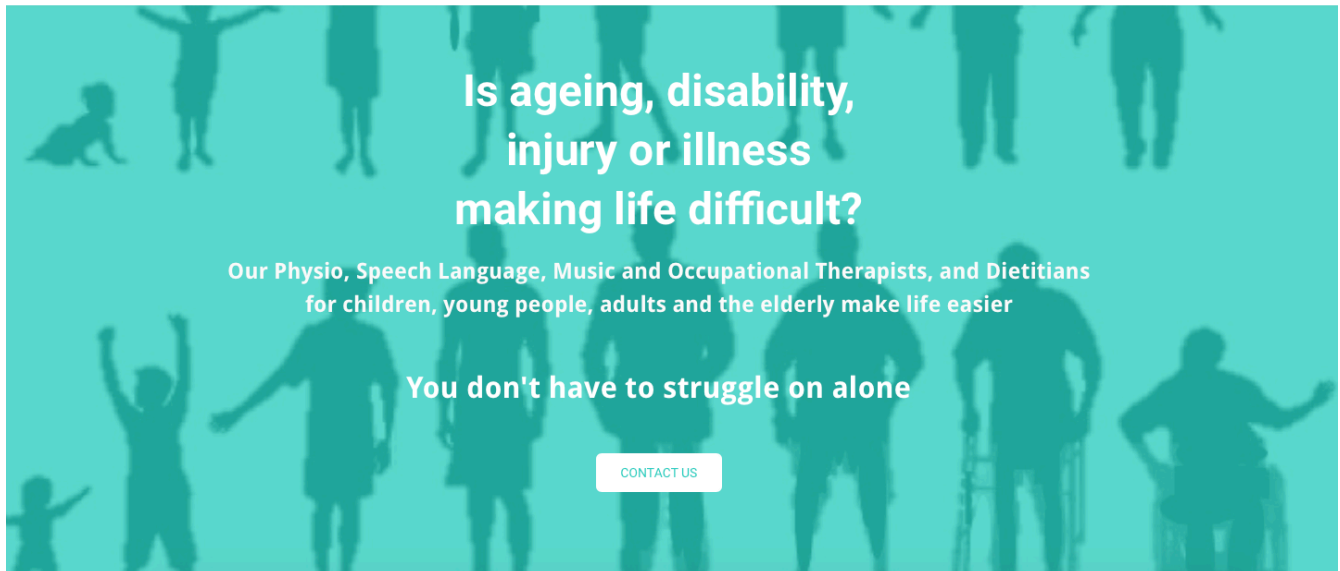 Is ageing, disability,
injury or illness
making life difficult?
Our Physio, Speech Language, Music and Occupational Therapists, and Dietitians
for children, young people, adults and the elderly make life easier
You don't have to struggle on alone
CONTACT US